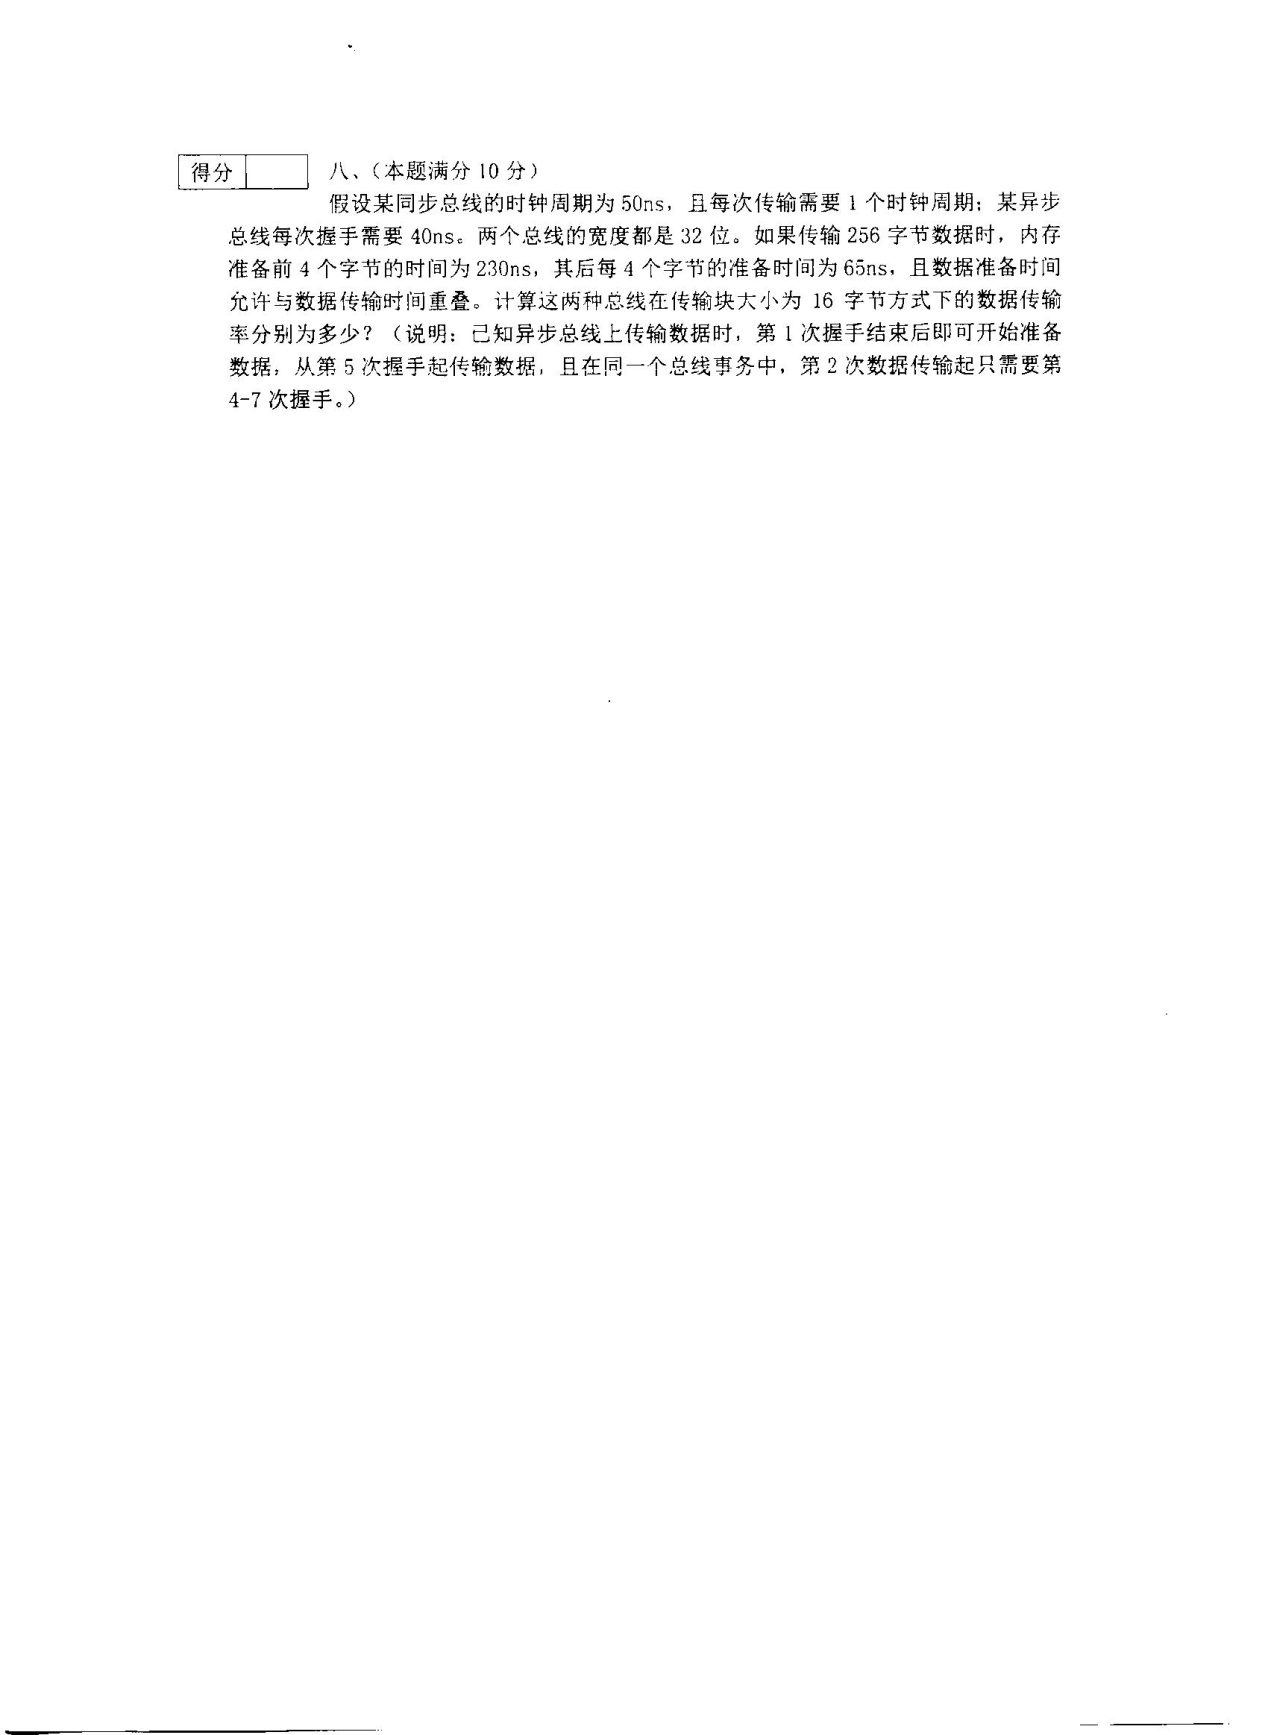 得分
八、（本题满分 10 分）
假设某同步总线的时钟周期为 50ns，且每次传输需要 1 个时钟周期；某异步
总线每次握手需要 40ns。两个总线的宽度都是 32 位。如果传输 256 字节数据时，内存
准备前 4 个字节的时间为 230ns，其后每 4 个字节的准备时间为 65ns，且数据准备时间
允许与数据传输时间重叠。计算这两种总线在传输块大小为 16 字节方式下的数据传输
率分别为多少？（说明：已知异步总线上传输数据时，第 1 次握手结束后即可开始准备
数据，从第 5 次握手起传输数据，且在同一个总线事务中，第 2 次数据传输起只需要第
4-7 次握手。）